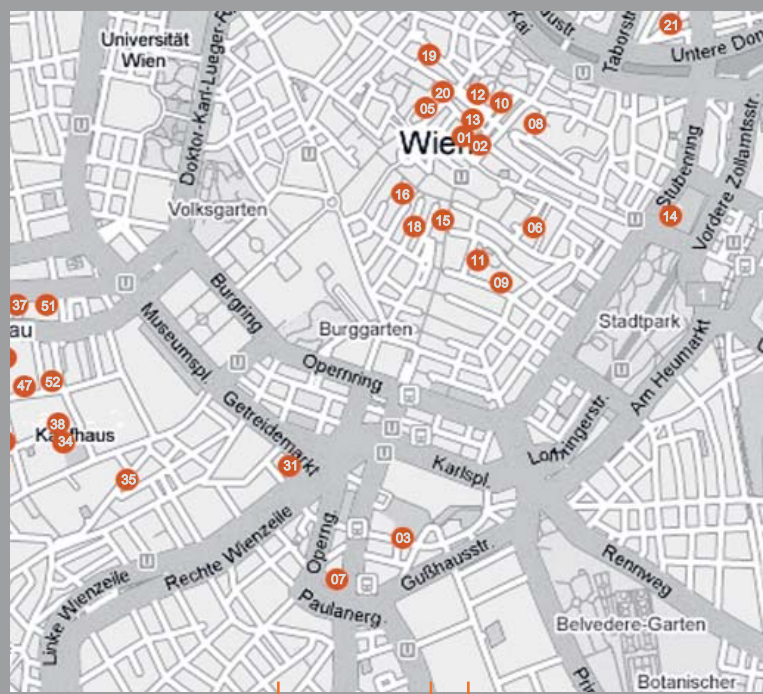 Universität
Wien
Doktor-Karl-Lueger-R
Kai
Taborstr
21
Untere Don
19
20
12
10
05
13
08
Wien
01
02
Stubenring
Vordere Zollamtsstr.
16
Volksgarten
18
15
06
14
11
09
1
37
51
au
Burgring
Burggarten
Stadtpark
Museumspl.
Opernring
Am Heumarkt
47
52
Getreidemarkt
Lothringerstr.
38
34
Kaufhaus
31
Karlspl.
35
Operng.
03
Rechte Wienzeile
Gußhausstr.
Rennweg
07
Paulanerg.
Linke Wienzeile
Belvedere-Garten
Botanischer